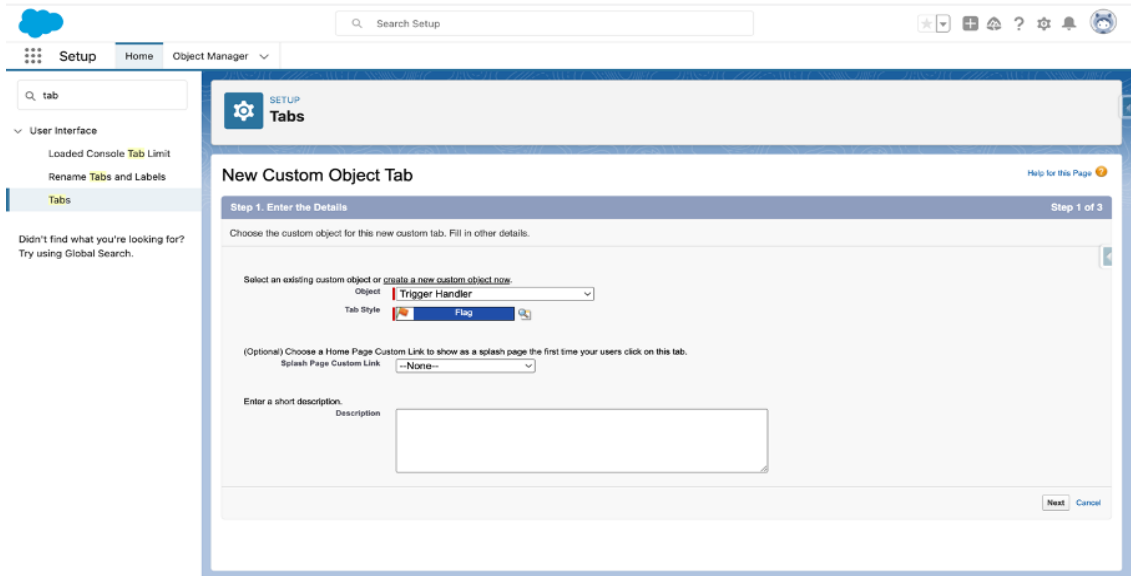 Search Setup
Setup
Home
Object Manager
tab
User Interface
Loaded Console Tab Limit
Rename Tabs and Labels
Tabs
Didn't find what you're looking for?
Try using Global Search.
SETUP
Tabs
New Custom Object Tab
Help for this Page
Step 1. Enter the Details
Step 1 of 3
Choose the custom object for this new custom tab. Fill in other details.
Select an existing custom object or create a new custom object now.
Object
Trigger Handler
Tab Style
Flag
(Optional) Choose a Home Page Custom Link to show as a splash page the first time your users click on this tab.
Splash Page Custom Link
--None--
Enter a short description.
Description
Next
Cancel